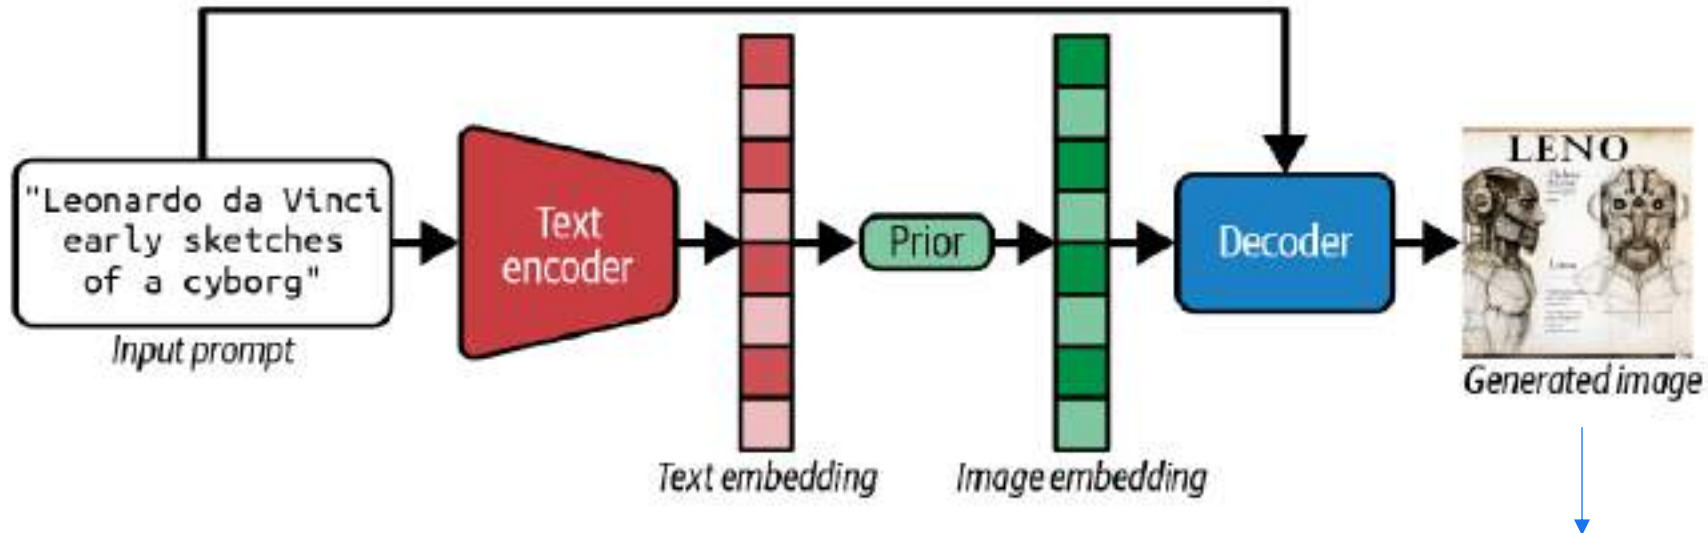 "Leonardo da Vinci
early sketches
of a cyborg"
Input prompt
Text
encoder
Text embedding
Prior
Image embedding
Decoder
LENO
Generated image